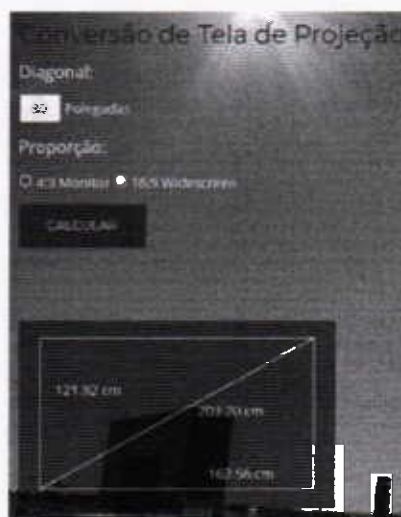 Conversão de Tela de Projeção
Diagonal:
80 Polegadas
Proporção:
4:3 Monitor 16:9 Widescreen
CALCULAR
121.92 cm
203.20 cm
162.56 cm